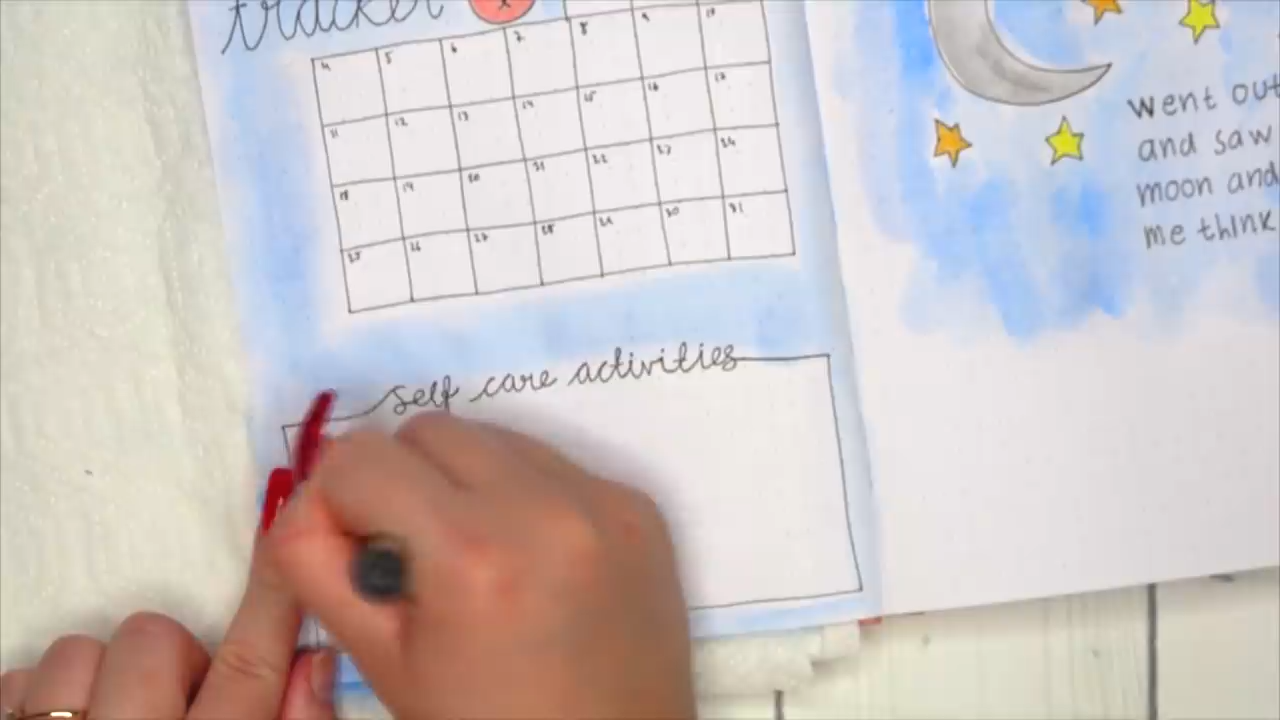 tracker
8 9 10
4 5 6 7
11 12 13 14 15 16 17
18 19 20 21 22 23 24
25 26 27 28 29 30 31
self care activities
went out
and saw
moon and
me think